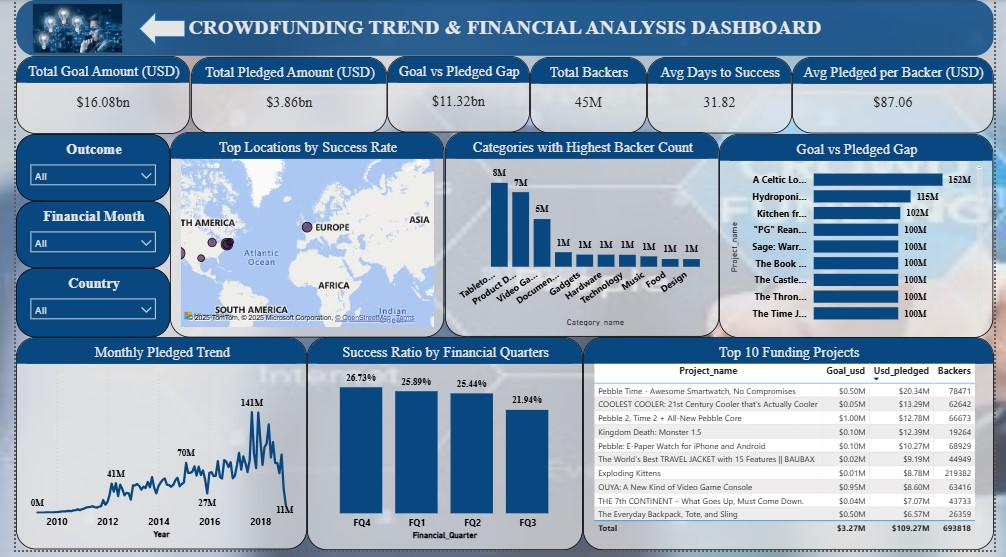 CROWDFUNDING TREND & FINANCIAL ANALYSIS DASHBOARD
Total Goal Amount (USD)
$16.08bn
Total Pledged Amount (USD)
$3.86bn
Goal vs Pledged Gap
$11.32bn
Total Backers
45M
Avg Days to Success
31.82
Avg Pledged per Backer (USD)
$87.06
Outcome
All
Financial Month
All
Country
All
Top Locations by Success Rate
TH AMERICA
EUROPE
ASIA
Atlantic
Ocean
AFRICA
SOUTH AMERICA
Indian
© 2025 TomTom, © 2025 Microsoft Corporation, © OpenStreetMap Terms
Categories with Highest Backer Count
8M
7M
5M
1M 1M 1M 1M 1M 1M 1M
Tableto... Product D... Video Ga... Documen... Gadgets Hardware Technology Music Food Design
Category_name
Goal vs Pledged Gap
Project_name
A Celtic Lo... 152M
Hydroponi... 115M
Kitchen fr... 102M
"PG" Rean... 100M
Sage: Warr... 100M
The Book ... 100M
The Castle... 100M
The Thron... 100M
The Time J... 100M
Monthly Pledged Trend
141M
70M
41M
27M
0M
11M
2010 2012 2014 2016 2018
Year
Success Ratio by Financial Quarters
26.73% 25.89% 25.44% 21.94%
FQ4 FQ1 FQ2 FQ3
Financial_Quarter
Top 10 Funding Projects
Project_name Goal_usd Usd_pledged Backers
Pebble Time - Awesome Smartwatch, No Compromises $0.50M $20.34M 78471
COOLEST COOLER: 21st Century Cooler that's Actually Cooler $0.05M $13.29M 62642
Pebble 2, Time 2 + All-New Pebble Core $1.00M $12.78M 66673
Kingdom Death: Monster 1.5 $0.10M $12.39M 19264
Pebble: E-Paper Watch for iPhone and Android $0.10M $10.27M 68929
The World's Best TRAVEL JACKET with 15 Features || BAUBAX $0.02M $9.19M 44949
Exploding Kittens $0.01M $8.78M 219382
OUYA: A New Kind of Video Game Console $0.95M $8.60M 63416
THE 7th CONTINENT – What Goes Up, Must Come Down. $0.04M $7.07M 43733
The Everyday Backpack, Tote, and Sling $0.50M $6.57M 26359
Total $3.27M $109.27M 693818